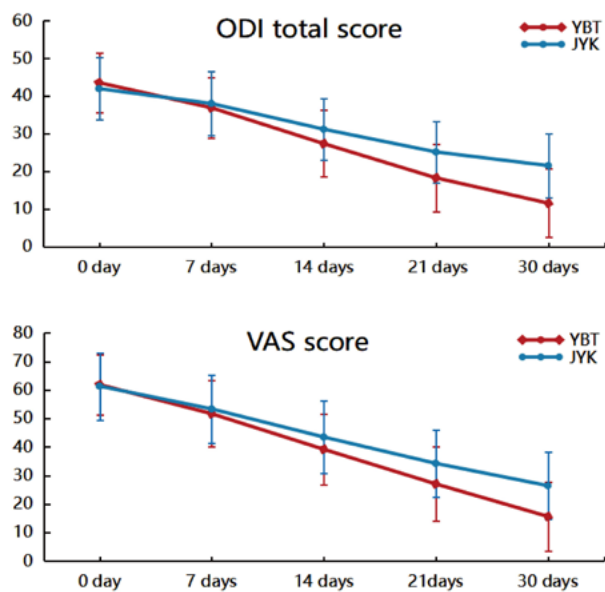 ODI total score
YBT
JYK
60
50
40
30
20
10
0
0 day 7 days 14 days 21 days 30 days
VAS score
YBT
JYK
80
70
60
50
40
30
20
10
0
0 day 7 days 14 days 21days 30 days